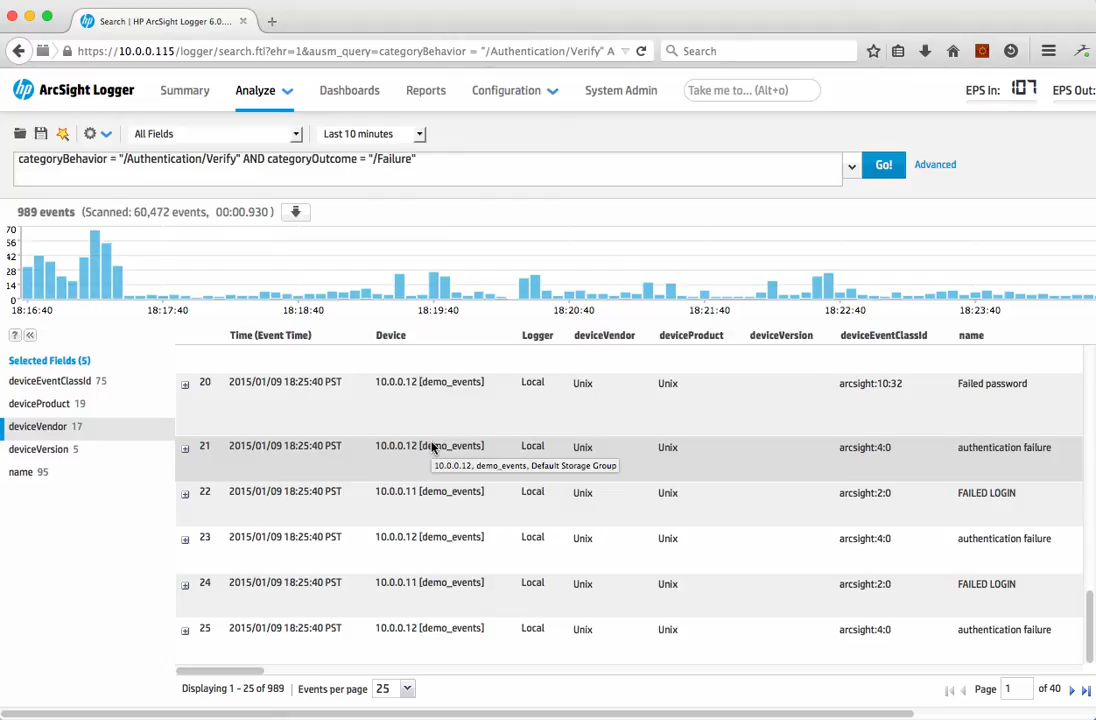 Search | HP ArcSight Logger 6.0....
https://10.0.0.115/logger/search.ftl?ehr=1&ausm_query=categoryBehavior = "/Authentication/Verify" A
Search
hp ArcSight Logger
Summary
Analyze
Dashboards
Reports
Configuration
System Admin
Take me to... (Alt+o)
EPS In: 107
EPS Out:
All Fields
Last 10 minutes
categoryBehavior = "/Authentication/Verify" AND categoryOutcome = "/Failure"
Go!
Advanced
989 events (Scanned: 60,472 events, 00:00.930 )
70
56
42
28
14
0
18:16:40 18:17:40 18:18:40 18:19:40 18:20:40 18:21:40 18:22:40 18:23:40
?
Selected Fields (5)
deviceEventClassId 75
deviceProduct 19
deviceVendor 17
deviceVersion 5
name 95
Time (Event Time) Device Logger deviceVendor deviceProduct deviceVersion deviceEventClassId name
20 2015/01/09 18:25:40 PST 10.0.0.12 [demo_events] Local Unix Unix arcsight:10:32 Failed password
21 2015/01/09 18:25:40 PST 10.0.0.12 [demo_events] Local Unix Unix arcsight:4:0 authentication failure
10.0.0.12, demo_events, Default Storage Group
22 2015/01/09 18:25:40 PST 10.0.0.11 [demo_events] Local Unix Unix arcsight:2:0 FAILED LOGIN
23 2015/01/09 18:25:40 PST 10.0.0.12 [demo_events] Local Unix Unix arcsight:4:0 authentication failure
24 2015/01/09 18:25:40 PST 10.0.0.11 [demo_events] Local Unix Unix arcsight:2:0 FAILED LOGIN
25 2015/01/09 18:25:40 PST 10.0.0.12 [demo_events] Local Unix Unix arcsight:4:0 authentication failure
Displaying 1 - 25 of 989 | Events per page 25
Page 1 of 40